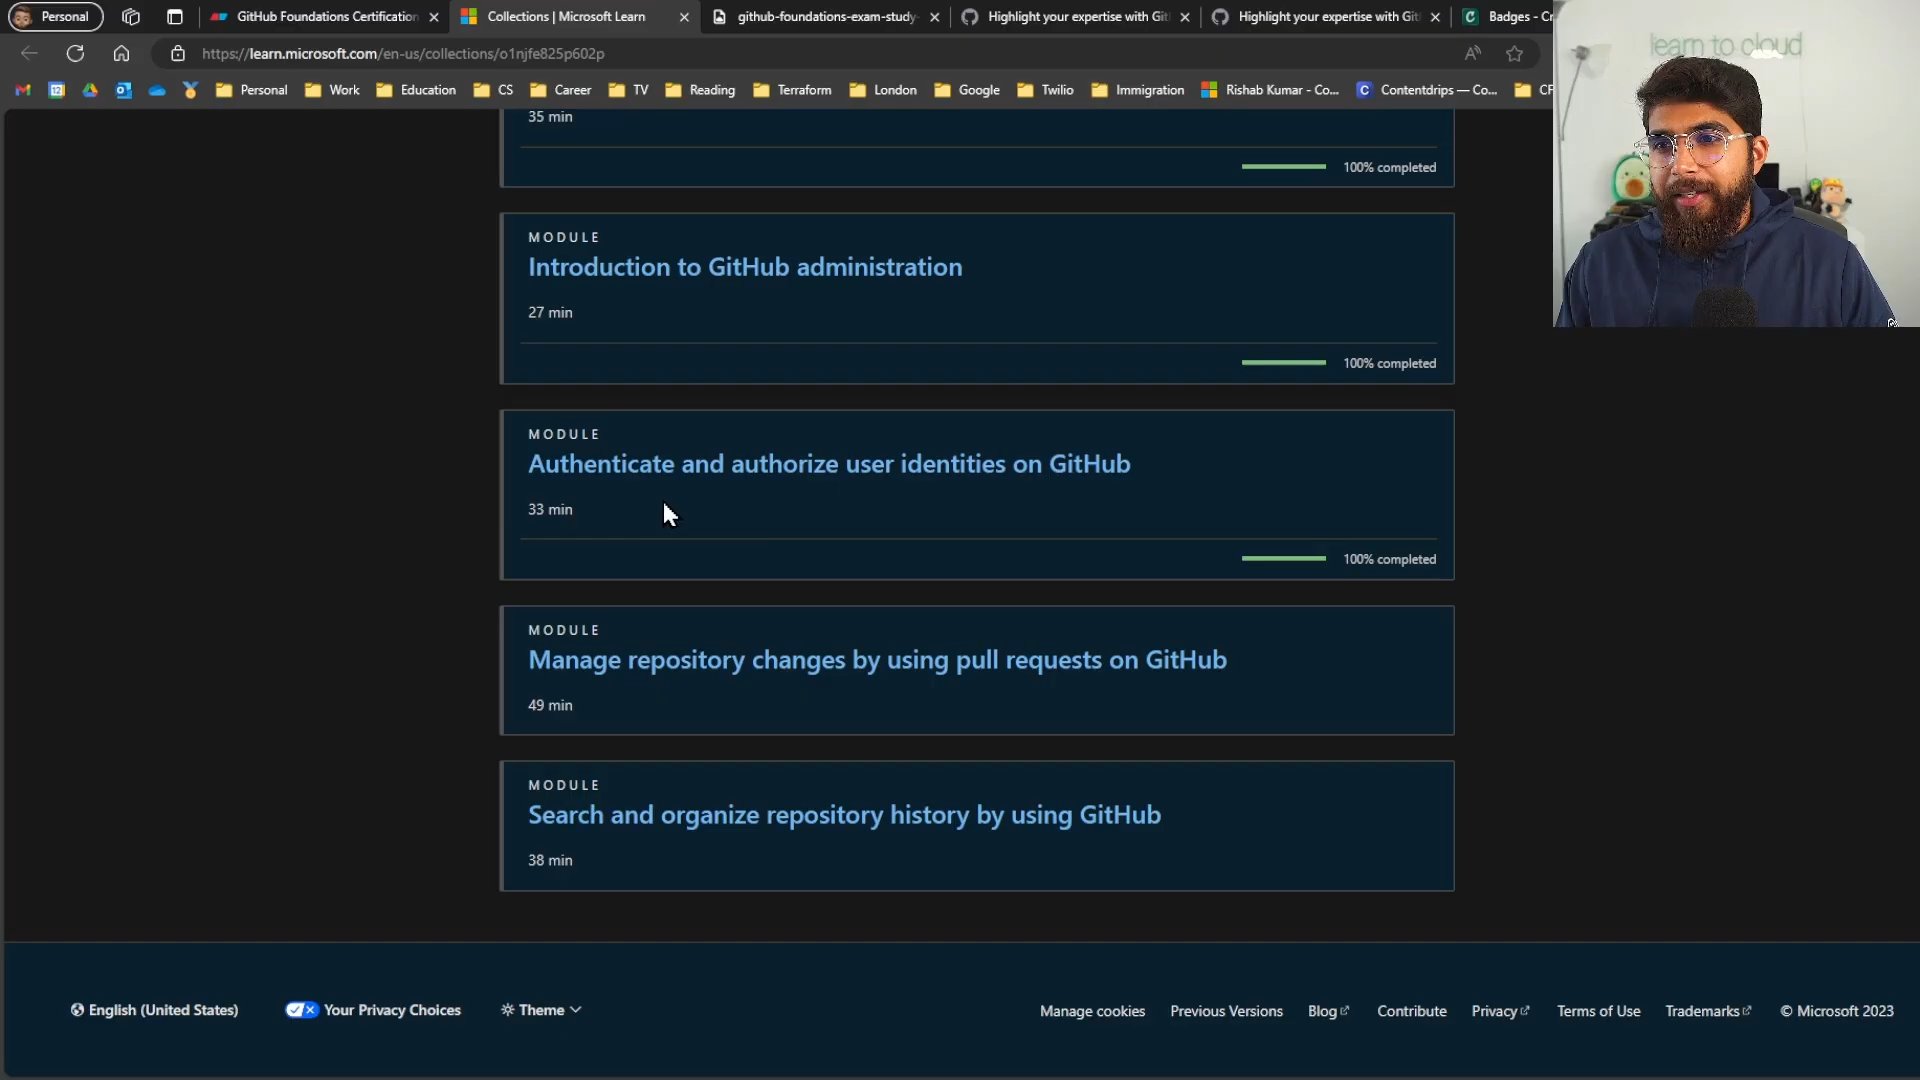 Personal
GitHub Foundations Certification
Collections | Microsoft Learn
github-foundations-exam-study-
Highlight your expertise with Git
Highlight your expertise with Git
Badges - Cr
https://learn.microsoft.com/en-us/collections/o1njfe825p602p
Personal
Work
Education
CS
Career
TV
Reading
Terraform
London
Google
Twilio
Immigration
Rishab Kumar - Co...
Contentdrips — Co...
learn to cloud
35 min
100% completed
MODULE
Introduction to GitHub administration
27 min
100% completed
MODULE
Authenticate and authorize user identities on GitHub
33 min
100% completed
MODULE
Manage repository changes by using pull requests on GitHub
49 min
MODULE
Search and organize repository history by using GitHub
38 min
English (United States)
Your Privacy Choices
Theme
Manage cookies
Previous Versions
Blog
Contribute
Privacy
Terms of Use
Trademarks
© Microsoft 2023